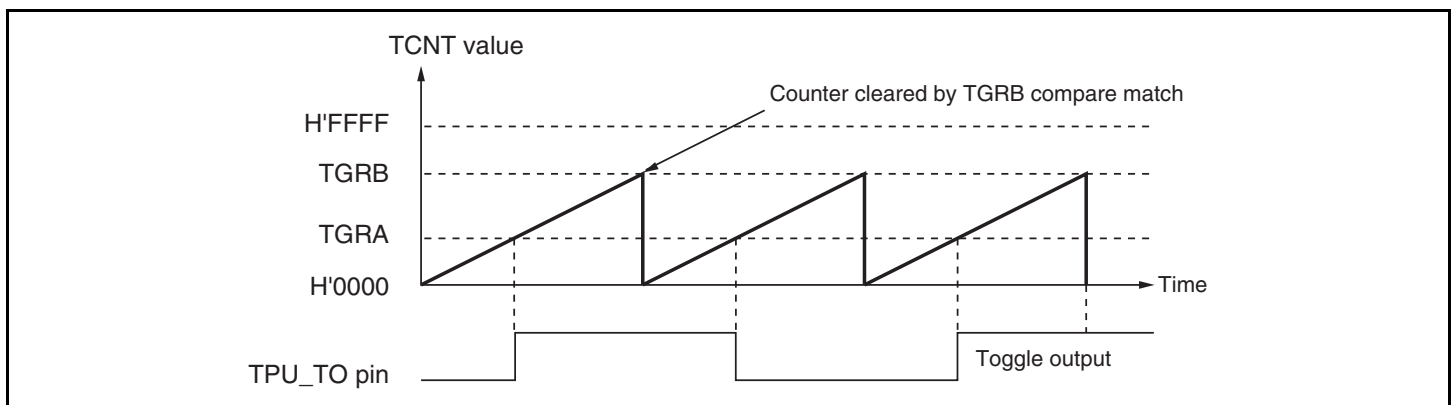 TCNT value
Counter cleared by TGRB compare match
H'FFFF
TGRB
TGRA
H'0000
Time
Toggle output
TPU_TO pin